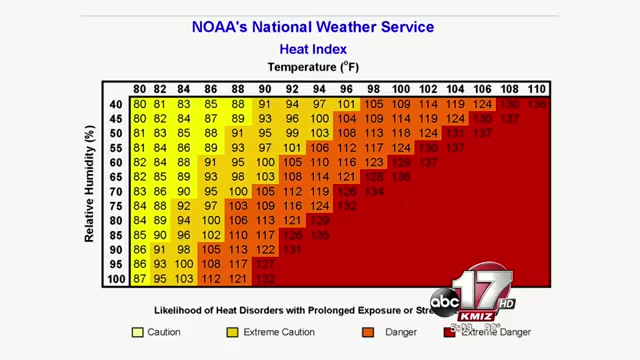 NOAA's National Weather Service
Heat Index
Temperature (°F)
80 82 84 86 88 90 92 94 96 98 100 102 104 106 108 110
40 80 81 83 85 88 91 94 97 101 105 109 114 119 124 130 136
45 80 82 84 87 89 93 96 100 104 109 114 119 124 130 137
50 81 83 85 88 91 95 99 103 108 113 118 124 131 137
55 81 84 86 89 93 97 101 106 112 117 124 130 137
60 82 84 88 91 95 100 105 110 116 123 129 137
65 82 85 89 93 98 103 108 114 121 128 136
70 83 86 90 95 100 105 112 119 126 134
75 84 88 92 97 103 109 116 124 132
80 84 89 94 100 106 113 121 129
85 85 90 96 102 110 117 126 135
90 86 91 98 105 113 122 131
95 86 93 100 108 117 127
100 87 95 103 112 121 132
Relative Humidity (%)
Likelihood of Heat Disorders with Prolonged Exposure or
Caution Extreme Caution Danger Extreme Danger
abc 17 HD
KMIZ